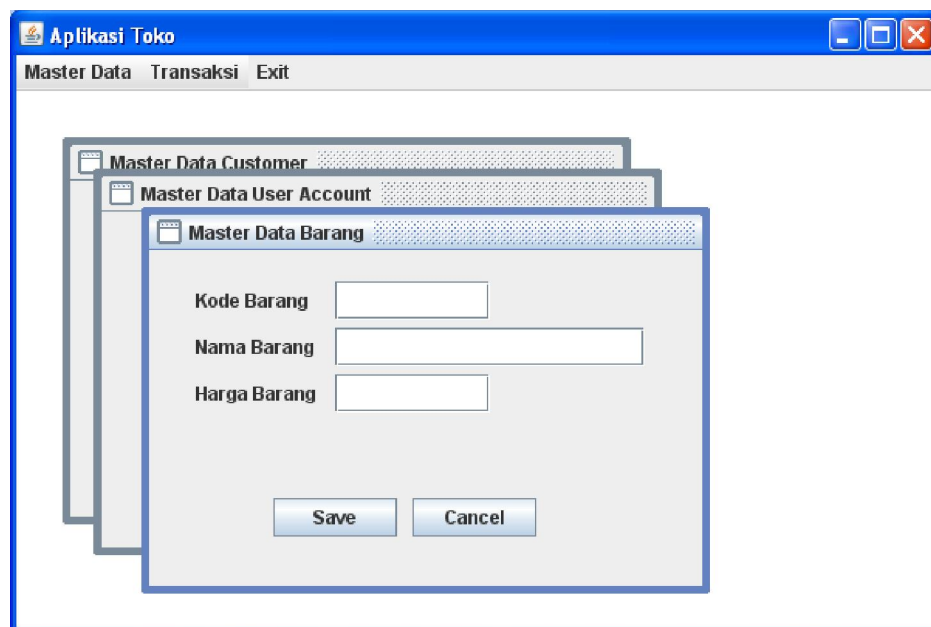 Aplikasi Toko
Master Data Transaksi Exit
Master Data Customer
Master Data User Account
Master Data Barang
Kode Barang
Nama Barang
Harga Barang
Save Cancel